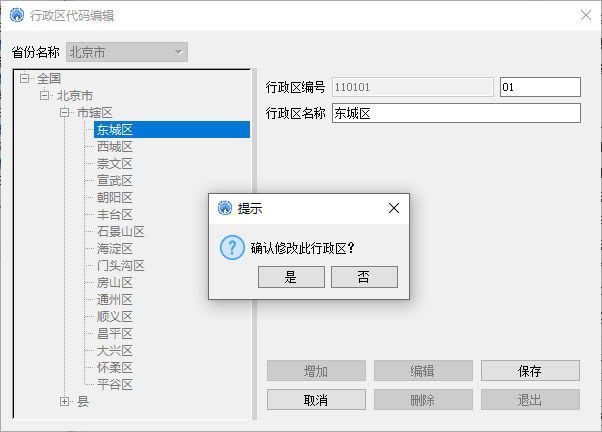 行政区代码编辑
省份名称 北京市
全国
北京市
市辖区
东城区
西城区
崇文区
宣武区
朝阳区
丰台区
石景山区
海淀区
门头沟区
房山区
通州区
顺义区
昌平区
大兴区
怀柔区
平谷区
县
行政区编号 110101 01
行政区名称 东城区
提示
确认修改此行政区?
是 否
增加 编辑 保存
取消 删除 退出